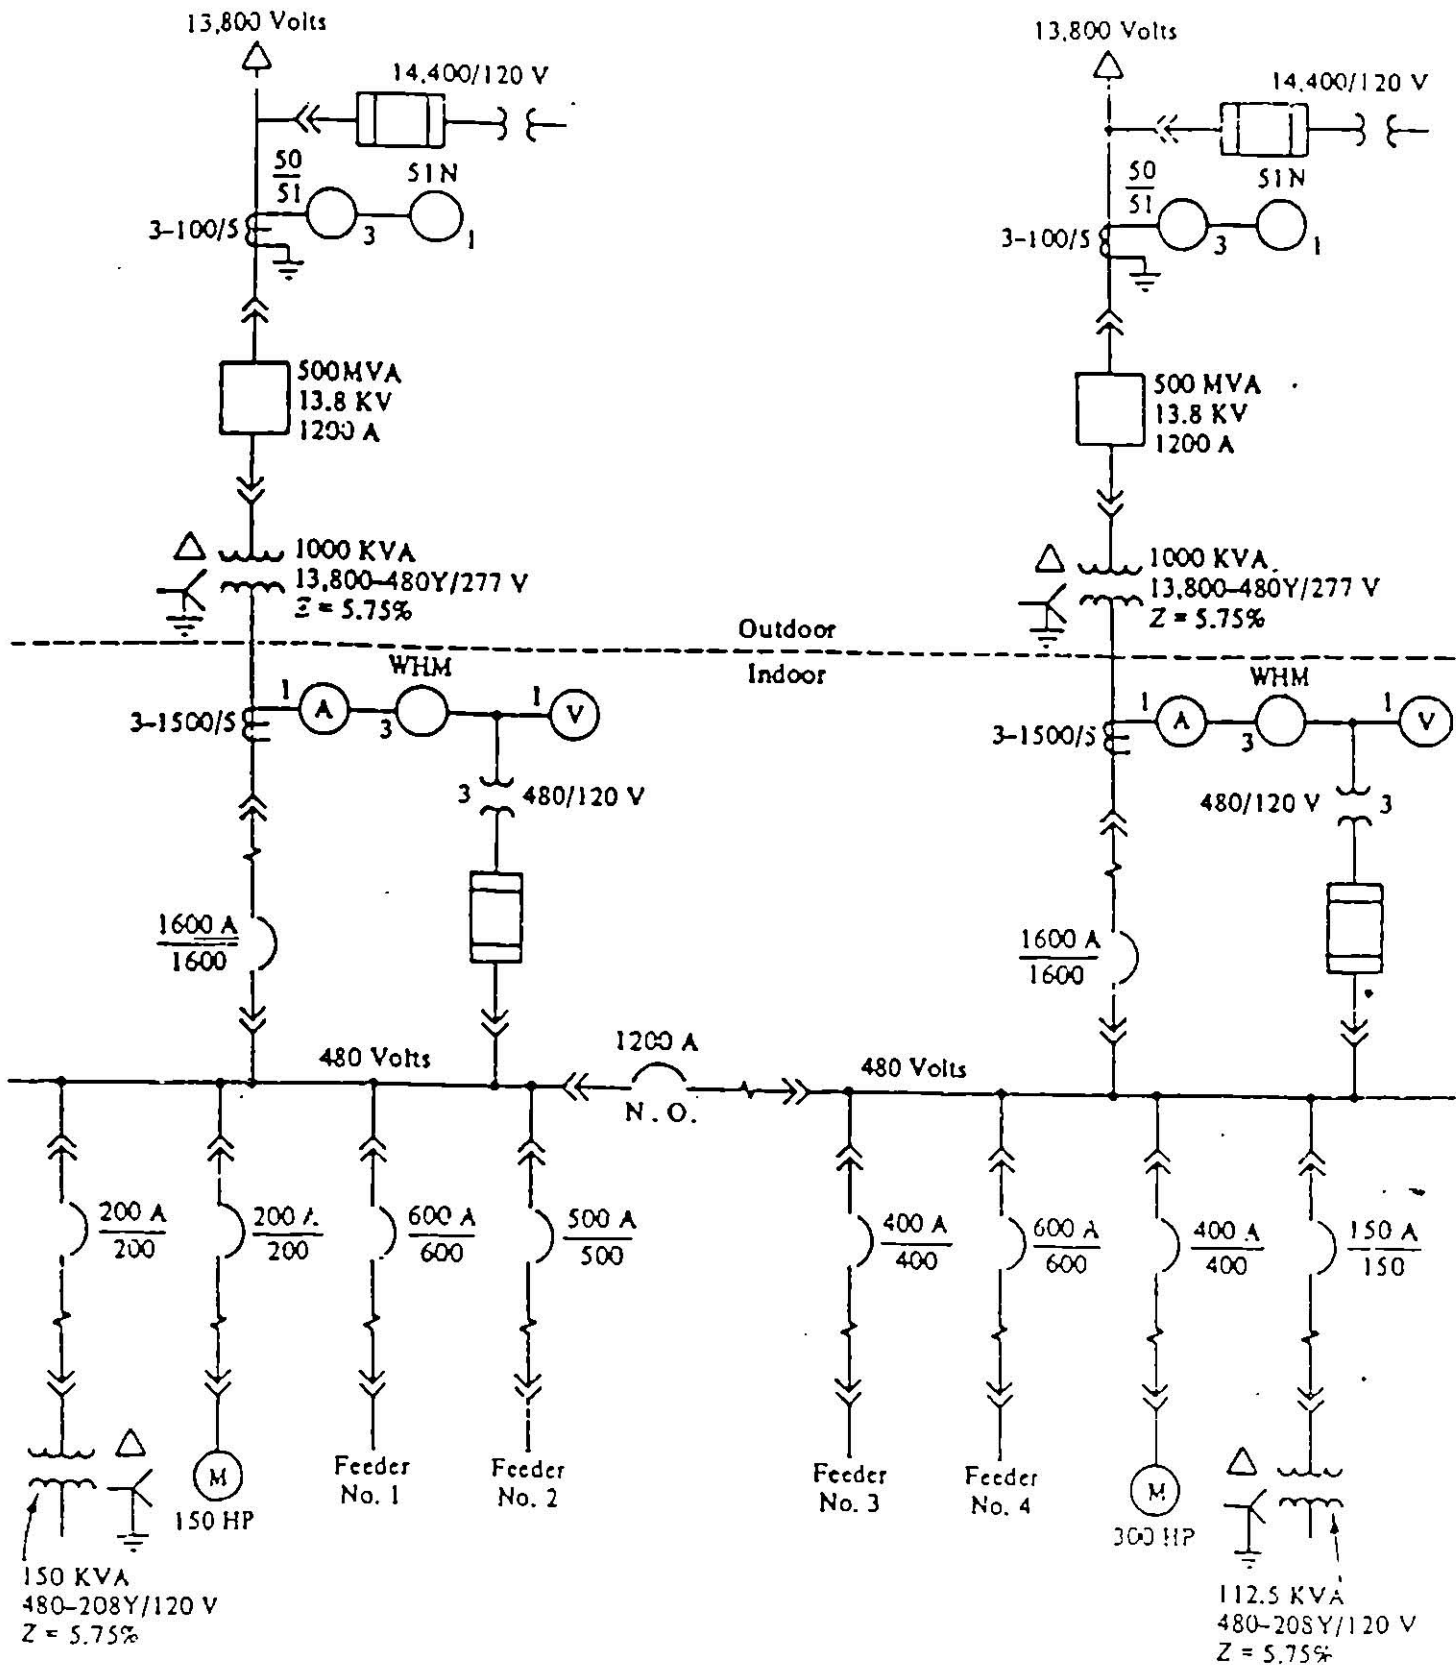 13,800 Volts
14,400/120 V
50
51
51N
3-100/5
3
1
500MVA
13.8 KV
1200 A
1000 KVA
13,800-480Y/277 V
Z = 5.75%
13,800 Volts
14,400/120 V
50
51
51N
3-100/5
3
1
500 MVA
13.8 KV
1200 A
1000 KVA
13,800-480Y/277 V
Z = 5.75%
Outdoor
Indoor
WHM
1
A
3
1
V
3-1500/5
3
480/120 V
1600 A
1600
WHM
1
A
3
1
V
3-1500/5
480/120 V
3
1600 A
1600
480 Volts
1200 A
N.O.
480 Volts
200 A
200
200 A
200
600 A
600
500 A
500
400 A
400
600 A
600
400 A
400
150 A
150
M
150 HP
Feeder
No. 1
Feeder
No. 2
Feeder
No. 3
Feeder
No. 4
M
300 HP
150 KVA
480-208Y/120 V
Z = 5.75%
112.5 KVA
480-208Y/120 V
Z = 5.75%